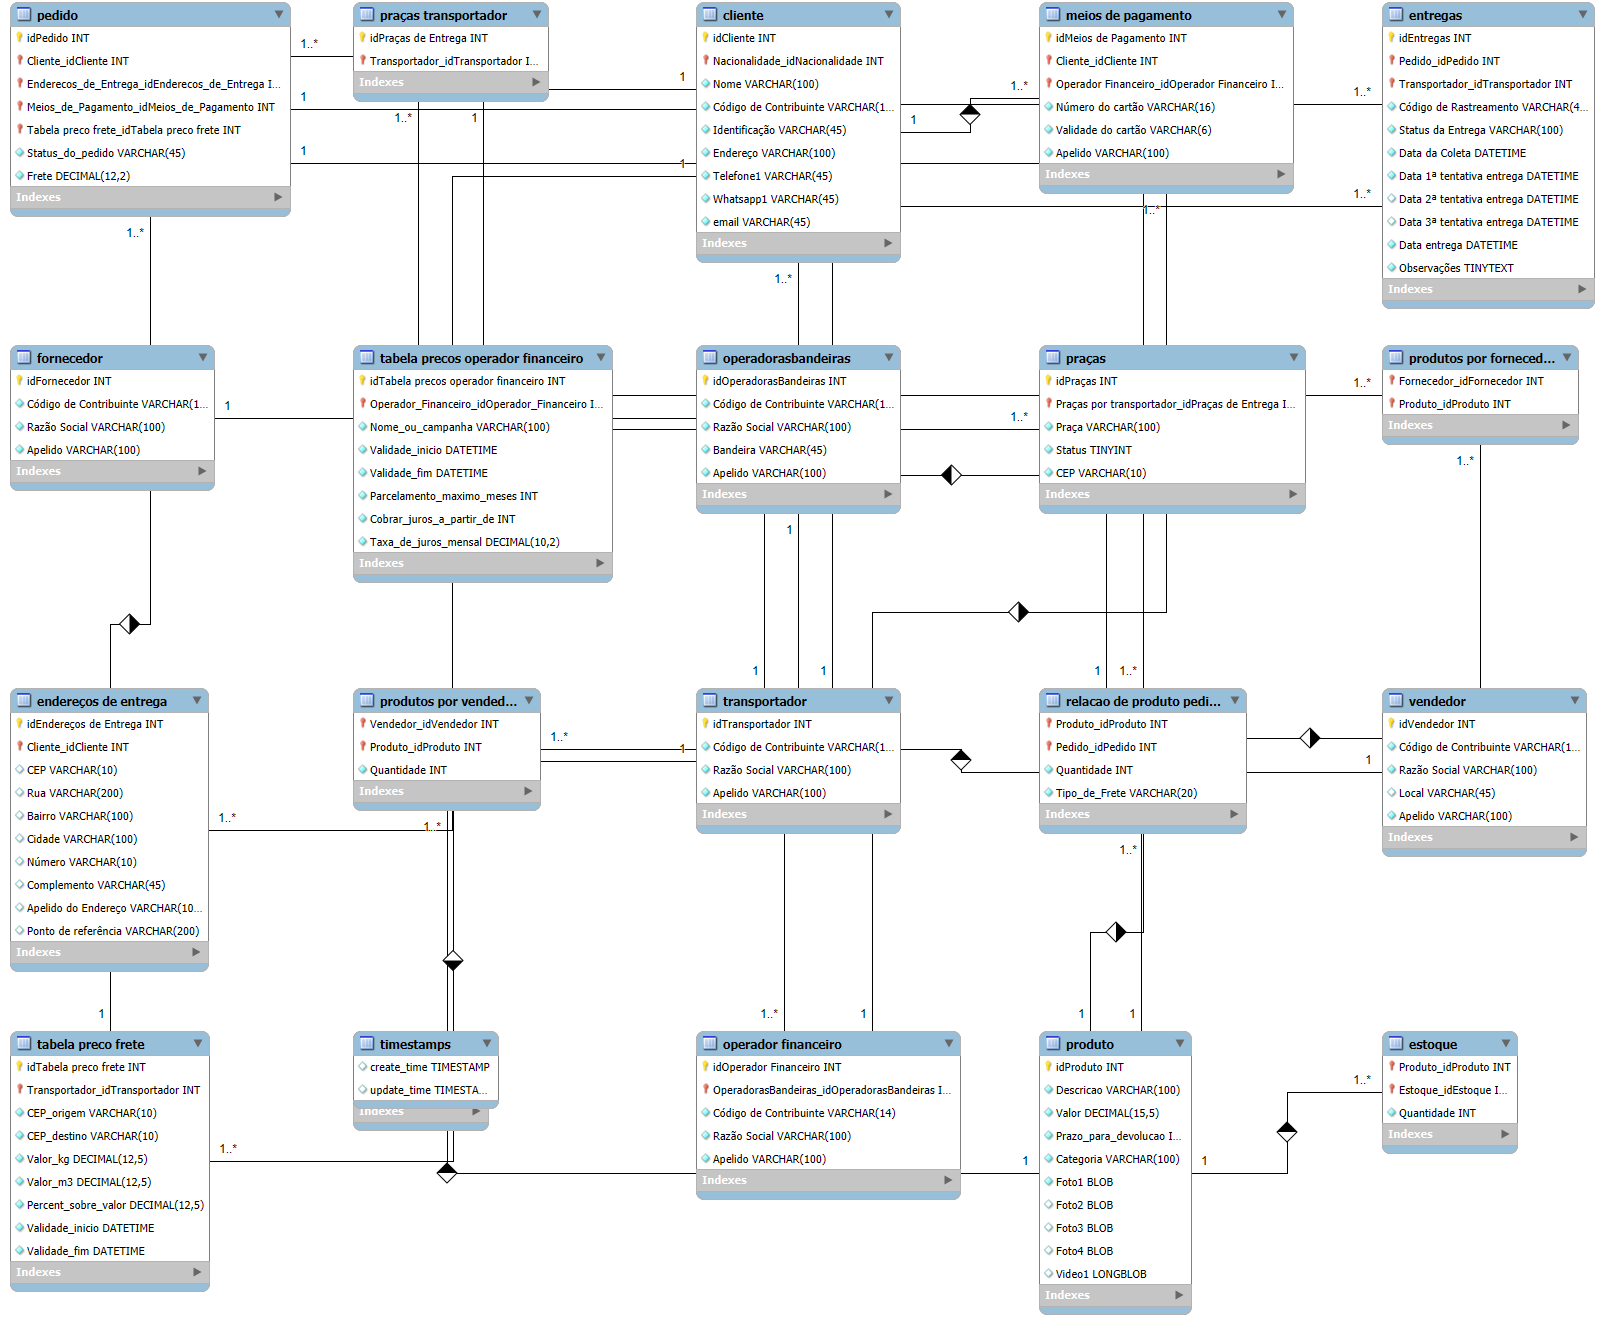 pedido
idPedido INT
Cliente_idCliente INT
Enderecos_de_Entrega_idEnderecos_de_Entrega I...
Meios_de_Pagamento_idMeios_de_Pagamento INT
Tabela preco frete_idTabela preco frete INT
Status_do_pedido VARCHAR(45)
Frete DECIMAL(12,2)
Indexes
praças transportador
idPraças de Entrega INT
Transportador_idTransportador I...
Indexes
cliente
idCliente INT
Nacionalidade_idNacionalidade INT
Nome VARCHAR(100)
Código de Contribuinte VARCHAR(1...
Identificação VARCHAR(45)
Endereço VARCHAR(100)
Telefone1 VARCHAR(45)
Whatsapp1 VARCHAR(45)
email VARCHAR(45)
Indexes
meios de pagamento
idMeios de Pagamento INT
Cliente_idCliente INT
Operador Financeiro_idOperador Financeiro I...
Número do cartão VARCHAR(16)
Validade do cartão VARCHAR(6)
Apelido VARCHAR(100)
Indexes
entregas
idEntregas INT
Pedido_idPedido INT
Transportador_idTransportador INT
Código de Rastreamento VARCHAR(4...
Status da Entrega VARCHAR(100)
Data da Coleta DATETIME
Data 1ª tentativa entrega DATETIME
Data 2ª tentativa entrega DATETIME
Data 3ª tentativa entrega DATETIME
Data entrega DATETIME
Observações TINYTEXT
Indexes
1..*
1
1
1..*
1
1
1
1
1..*
1..*
1..*
1..*
1..*
1..*
fornecedor
idFornecedor INT
Código de Contribuinte VARCHAR(1...
Razão Social VARCHAR(100)
Apelido VARCHAR(100)
Indexes
tabela precos operador financeiro
idTabela precos operador financeiro INT
Operador_Financeiro_idOperador_Financeiro I...
Nome_ou_campanha VARCHAR(100)
Validade_inicio DATETIME
Validade_fim DATETIME
Parcelamento_maximo_meses INT
Cobrar_juros_a_partir_de INT
Taxa_de_juros_mensal DECIMAL(10,2)
Indexes
operadorasbandeiras
idOperadorasBandeiras INT
Código de Contribuinte VARCHAR(1...
Razão Social VARCHAR(100)
Bandeira VARCHAR(45)
Apelido VARCHAR(100)
Indexes
praças
idPraças INT
Praças por transportador_idPraças de Entrega I...
Praça VARCHAR(100)
Status TINYINT
CEP VARCHAR(10)
Indexes
produtos por forneced...
Fornecedor_idFornecedor INT
Produto_idProduto INT
Indexes
1
1..*
1..*
1..*
1
1
1
1
1..*
endereços de entrega
idEndereços de Entrega INT
Cliente_idCliente INT
CEP VARCHAR(10)
Rua VARCHAR(200)
Bairro VARCHAR(100)
Cidade VARCHAR(100)
Número VARCHAR(10)
Complemento VARCHAR(45)
Apelido do Endereço VARCHAR(10...
Ponto de referência VARCHAR(200)
Indexes
produtos por vended...
Vendedor_idVendedor INT
Produto_idProduto INT
Quantidade INT
Indexes
transportador
idTransportador INT
Código de Contribuinte VARCHAR(1...
Razão Social VARCHAR(100)
Apelido VARCHAR(100)
Indexes
relacao de produto pedi...
Produto_idProduto INT
Pedido_idPedido INT
Quantidade INT
Tipo_de_Frete VARCHAR(20)
Indexes
vendedor
idVendedor INT
Código de Contribuinte VARCHAR(1...
Razão Social VARCHAR(100)
Local VARCHAR(45)
Apelido VARCHAR(100)
Indexes
1..*
1
1
1..*
1..*
1..*
1
1..*
1
1
1
tabela preco frete
idTabela preco frete INT
Transportador_idTransportador INT
CEP_origem VARCHAR(10)
CEP_destino VARCHAR(10)
Valor_kg DECIMAL(12,5)
Valor_m3 DECIMAL(12,5)
Percent_sobre_valor DECIMAL(12,5)
Validade_inicio DATETIME
Validade_fim DATETIME
Indexes
timestamps
create_time TIMESTAMP
update_time TIMESTA...
Indexes
operador financeiro
idOperador Financeiro INT
OperadorasBandeiras_idOperadorasBandeiras I...
Código de Contribuinte VARCHAR(14)
Razão Social VARCHAR(100)
Apelido VARCHAR(100)
Indexes
produto
idProduto INT
Descricao VARCHAR(100)
Valor DECIMAL(15,5)
Prazo_para_devolucao I...
Categoria VARCHAR(100)
Foto1 BLOB
Foto2 BLOB
Foto3 BLOB
Foto4 BLOB
Video1 LONGBLOB
Indexes
estoque
Produto_idProduto INT
Estoque_idEstoque I...
Quantidade INT
Indexes
1..*
1
1
1..*